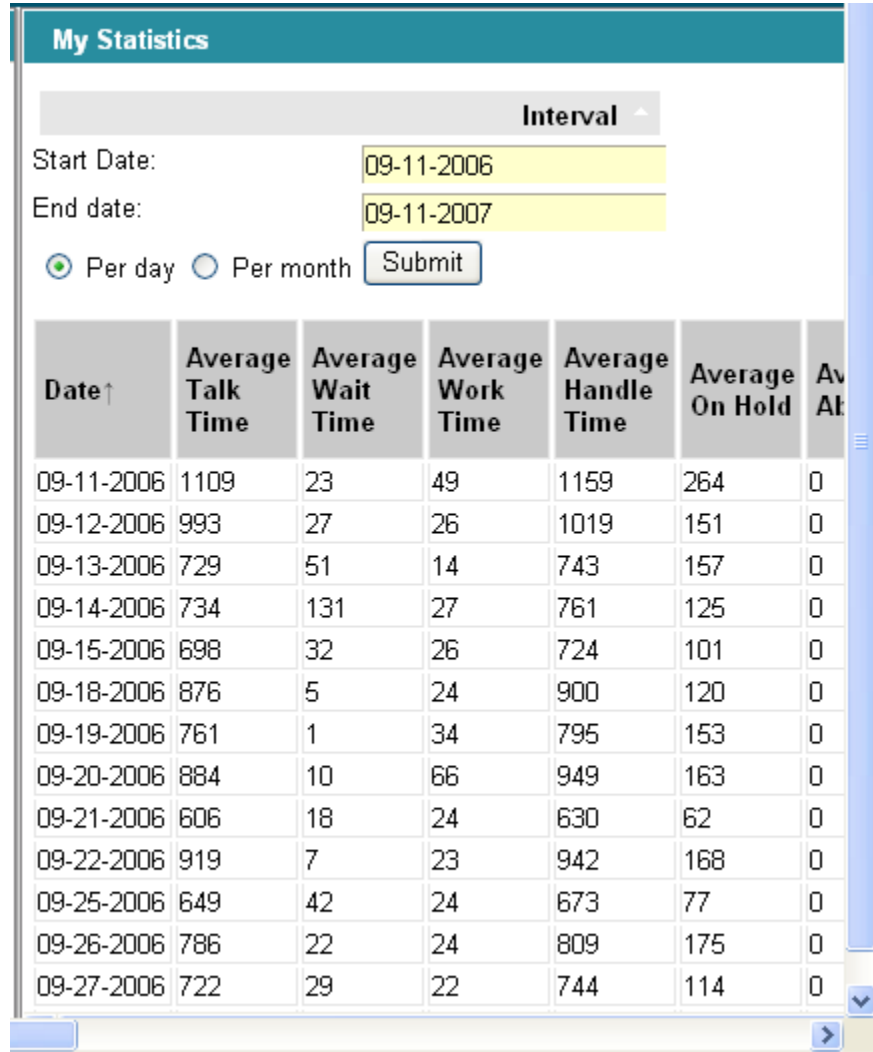 My Statistics
Interval
Start Date: 09-11-2006
End date: 09-11-2007
Per day Per month Submit
Date↑ Average Talk Time Average Wait Time Average Work Time Average Handle Time Average On Hold Av Ab
09-11-2006 1109 23 49 1159 264 0
09-12-2006 993 27 26 1019 151 0
09-13-2006 729 51 14 743 157 0
09-14-2006 734 131 27 761 125 0
09-15-2006 698 32 26 724 101 0
09-18-2006 876 5 24 900 120 0
09-19-2006 761 1 34 795 153 0
09-20-2006 884 10 66 949 163 0
09-21-2006 606 18 24 630 62 0
09-22-2006 919 7 23 942 168 0
09-25-2006 649 42 24 673 77 0
09-26-2006 786 22 24 809 175 0
09-27-2006 722 29 22 744 114 0